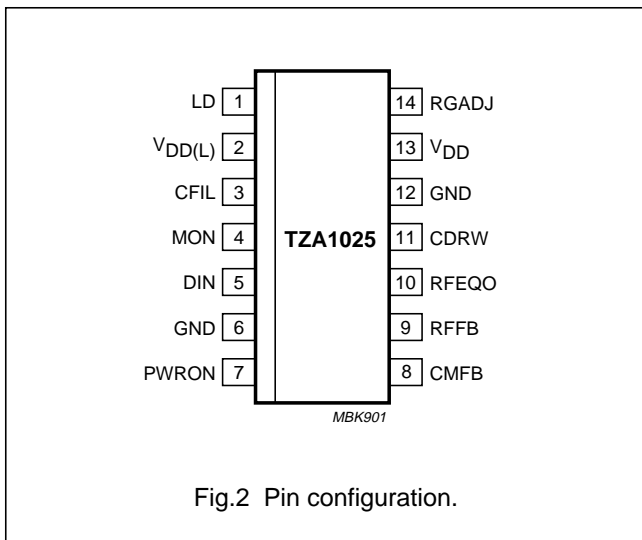 LD 1 14 RGADJ
VDD(L) 2 13 VDD
CFIL 3 12 GND
MON 4 TZA1025 11 CDRW
DIN 5 10 RFEQO
GND 6 9 RFFB
PWRON 7 8 CMFB
MBK901
Fig.2 Pin configuration.